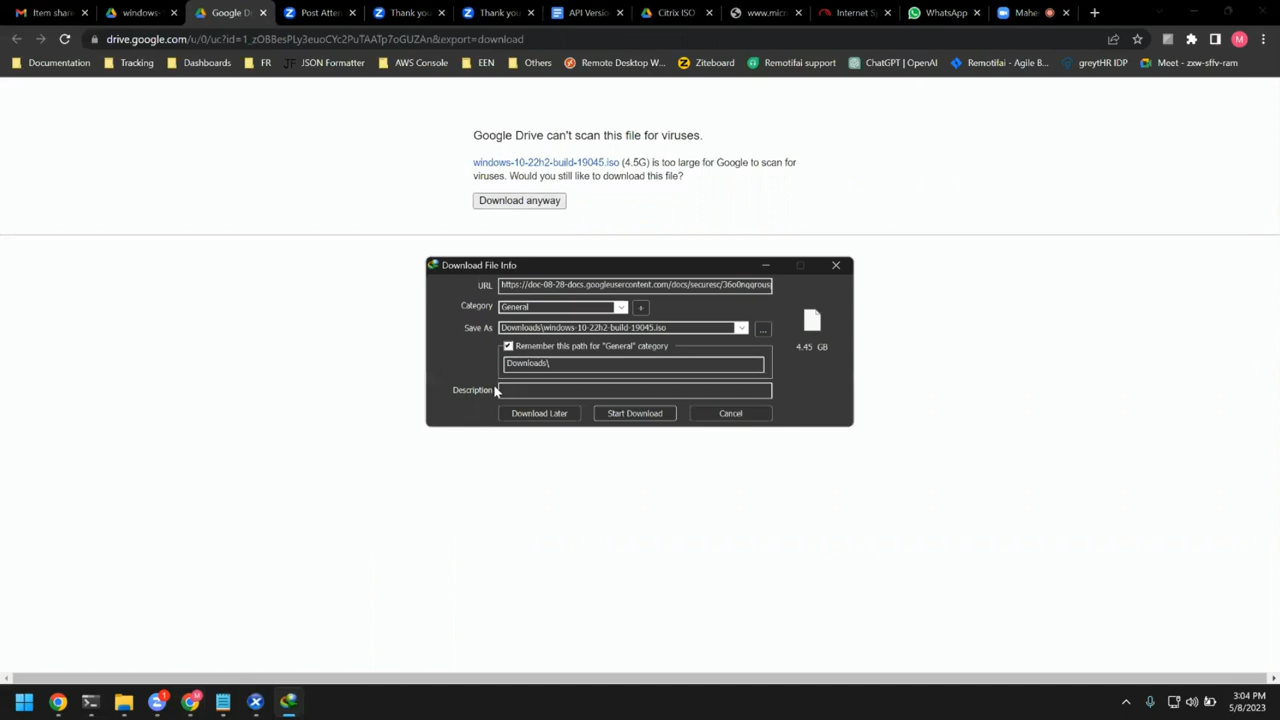 Item share
windows-
Google D
Post Atten
Thank you
Thank you
API Versio
Citrix ISO
www.micr
Internet Sp
WhatsApp
Mahe
drive.google.com/u/0/uc?id=1_zOB8esPLy3euoCYc2PuTAATp7oGUZAn&export=download
M
Documentation Tracking Dashboards FR JSON Formatter AWS Console EEN Others Remote Desktop W... Ziteboard Remotifai support ChatGPT | OpenAI Remotifai - Agile B... greytHR IDP Meet - zxw-sffv-ram
Google Drive can't scan this file for viruses.
windows-10-22h2-build-19045.iso (4.5G) is too large for Google to scan for
viruses. Would you still like to download this file?
Download anyway
Download File Info
URL https://doc-08-28-docs.googleusercontent.com/docs/securesc/36o0nqqrousp
Category General +
Save As Downloads\windows-10-22h2-build-19045.iso ...
Remember this path for "General" category
4.45 GB
Downloads\
Description
Download Later Start Download Cancel
3:04 PM
5/8/2023